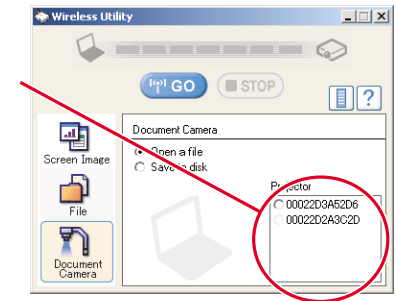 Wireless Utility
GO
STOP
?
Document Camera
Open a file
Save to disk
Screen Image
File
Document
Camera
Projector
00022D3A52D6
00022D2A3C2D